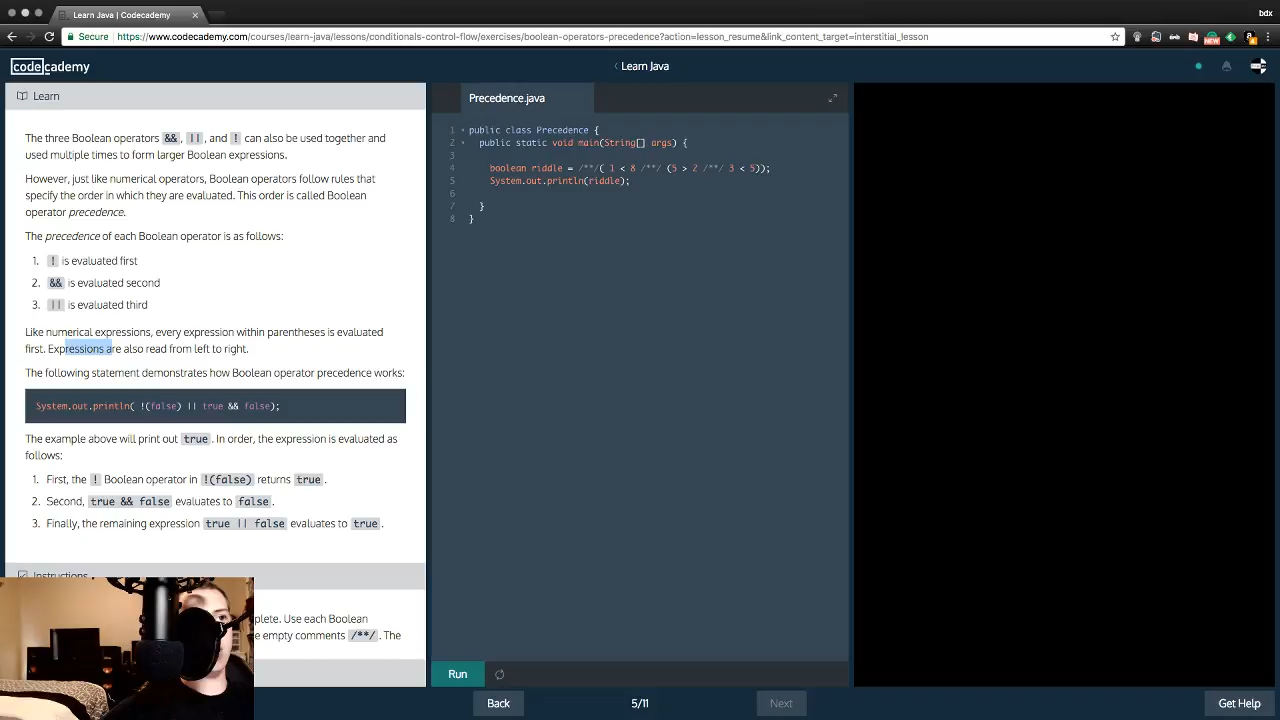 Learn Java | Codecademy
bdx
Secure
https://www.codecademy.com/courses/learn-java/lessons/conditionals-control-flow/exercises/boolean-operators-precedence?action=lesson_resume&link_content_target=interstitial_lesson
NEW
codecademy
Learn Java
Learn
The three Boolean operators &&, ||, and ! can also be used together and
used multiple times to form larger Boolean expressions.
However, just like numerical operators, Boolean operators follow rules that
specify the order in which they are evaluated. This order is called Boolean
operator precedence.
The precedence of each Boolean operator is as follows:
1. ! is evaluated first
2. && is evaluated second
3. || is evaluated third
Like numerical expressions, every expression within parentheses is evaluated
first. Expressions are also read from left to right.
The following statement demonstrates how Boolean operator precedence works:
System.out.println( !(false) || true && false);
The example above will print out true. In order, the expression is evaluated as
follows:
1. First, the ! Boolean operator in !(false) returns true.
2. Second, true && false evaluates to false.
3. Finally, the remaining expression true || false evaluates to true.
Instructions
plete. Use each Boolean
e empty comments /**/. The
Precedence.java
1 public class Precedence {
2 public static void main(String[] args) {
3
4 boolean riddle = /**/( 1 < 8 /**/ (5 > 2 /**/ 3 < 5));
5 System.out.println(riddle);
6
7 }
8 }
Run
Back
5/11
Next
Get Help